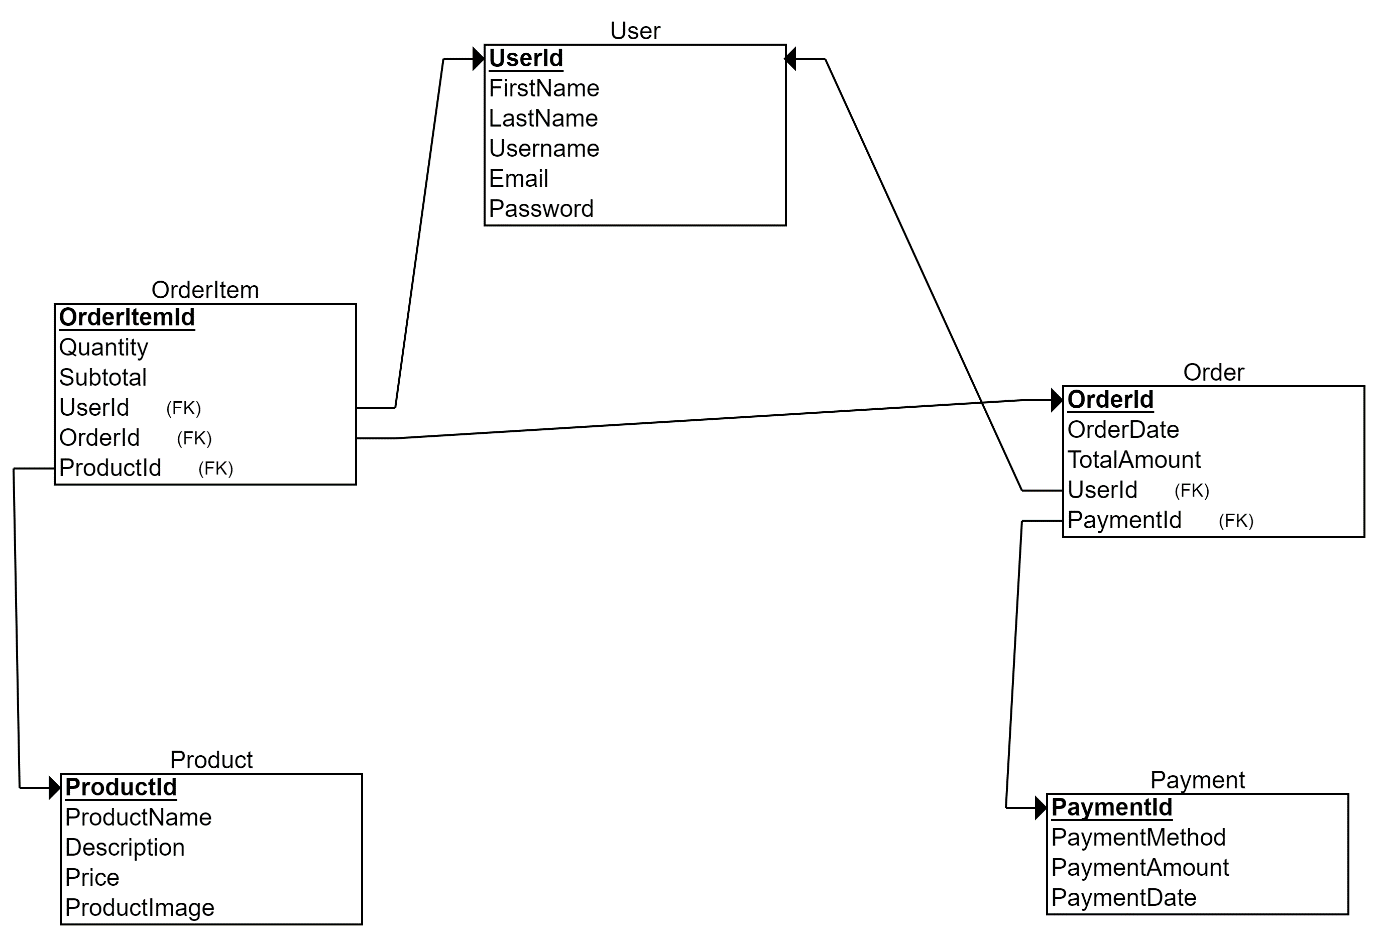 User
UserId
FirstName
LastName
Username
Email
Password
OrderItem
OrderItemId
Quantity
Subtotal
UserId (FK)
OrderId (FK)
ProductId (FK)
Order
OrderId
OrderDate
TotalAmount
UserId (FK)
PaymentId (FK)
Product
ProductId
ProductName
Description
Price
ProductImage
Payment
PaymentId
PaymentMethod
PaymentAmount
PaymentDate